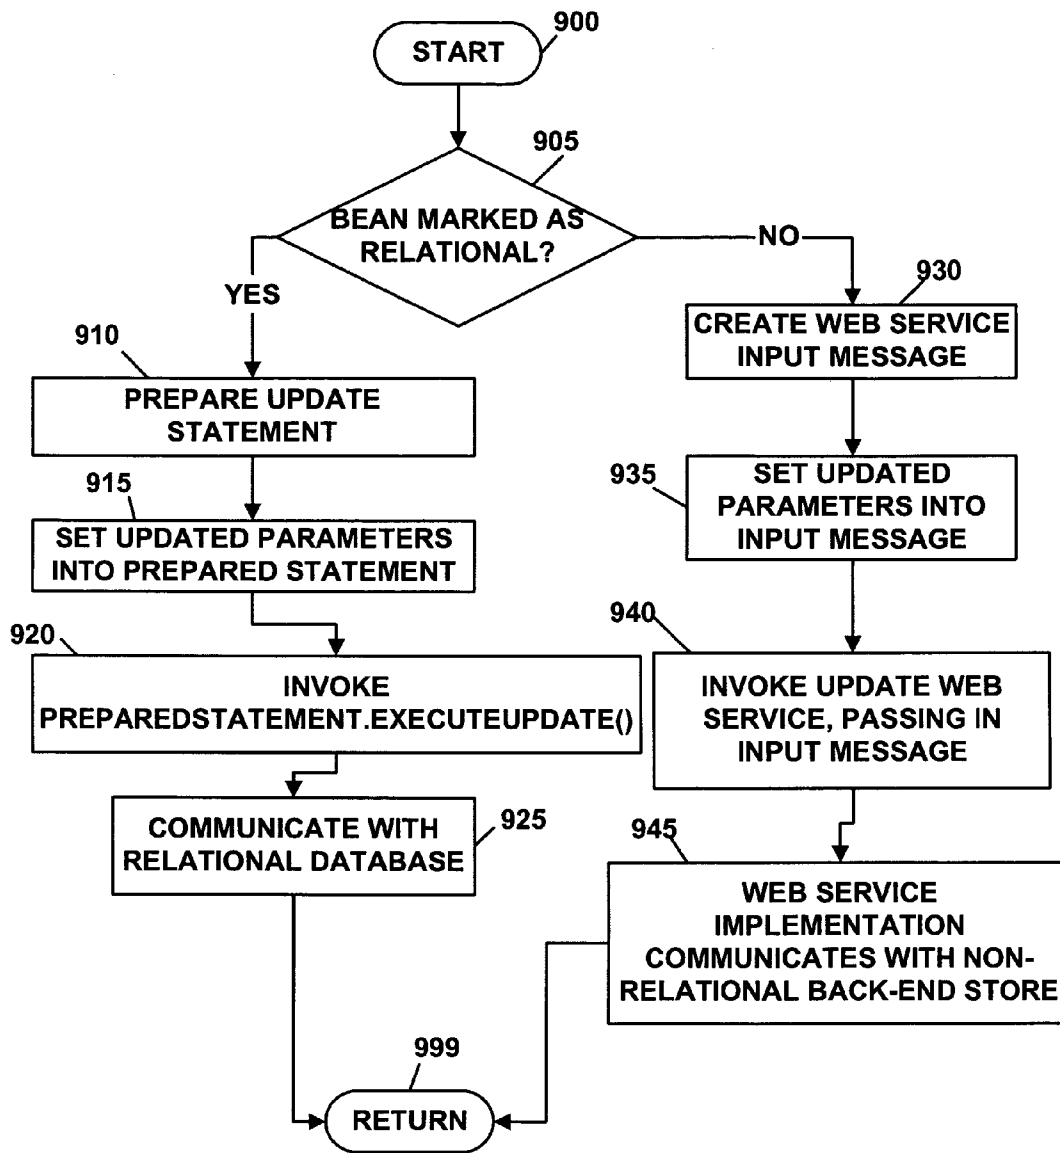 900
START
905
BEAN MARKED AS
RELATIONAL?
YES
NO
910
PREPARE UPDATE
STATEMENT
915
SET UPDATED PARAMETERS
INTO PREPARED STATEMENT
920
INVOKE
PREPAREDSTATEMENT.EXECUTEUPDATE()
COMMUNICATE WITH
RELATIONAL DATABASE
925
930
CREATE WEB SERVICE
INPUT MESSAGE
935
SET UPDATED
PARAMETERS INTO
INPUT MESSAGE
940
INVOKE UPDATE WEB
SERVICE, PASSING IN
INPUT MESSAGE
945
WEB SERVICE
IMPLEMENTATION
COMMUNICATES WITH NON-
RELATIONAL BACK-END STORE
999
RETURN